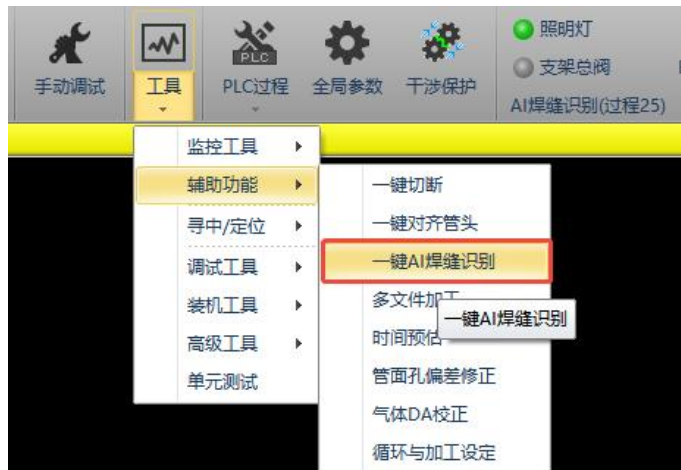 手动调试
工具
PLC
PLC过程
全局参数
干涉保护
照明灯
支架总阀
AI焊缝识别(过程25)
监控工具
辅助功能
寻中/定位
调试工具
装机工具
高级工具
单元测试
一键切断
一键对齐管头
一键AI焊缝识别
多文件加工
一键AI焊缝识别
时间预估
管面孔偏差修正
气体DA校正
循环与加工设定